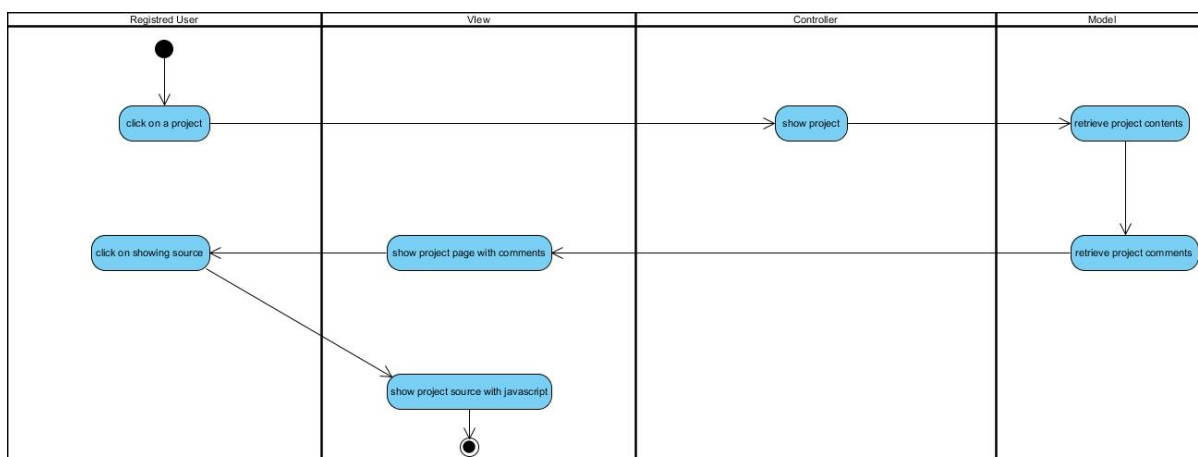 Registred User
VIew
Controller
Model
click on a project
show project
retrieve project contents
click on showing source
show project page with comments
retrieve project comments
show project source with javascript